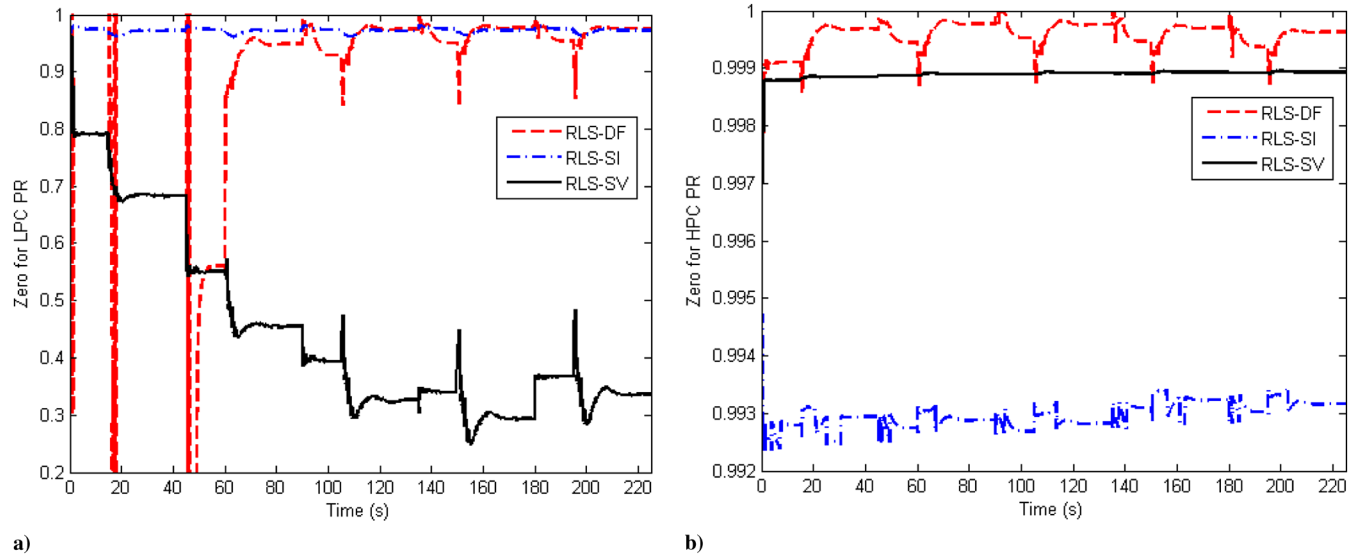 1
0.9
0.8
0.7
0.6
0.5
0.4
0.3
0.2
Zero for LPC PR
RLS-DF
RLS-SI
RLS-SV
0 20 40 60 80 100 120 140 160 180 200 220
Time (s)
a)
1
0.999
0.998
0.997
0.996
0.995
0.994
0.993
0.992
Zero for HPC PR
RLS-DF
RLS-SI
RLS-SV
0 20 40 60 80 100 120 140 160 180 200 220
Time (s)
b)